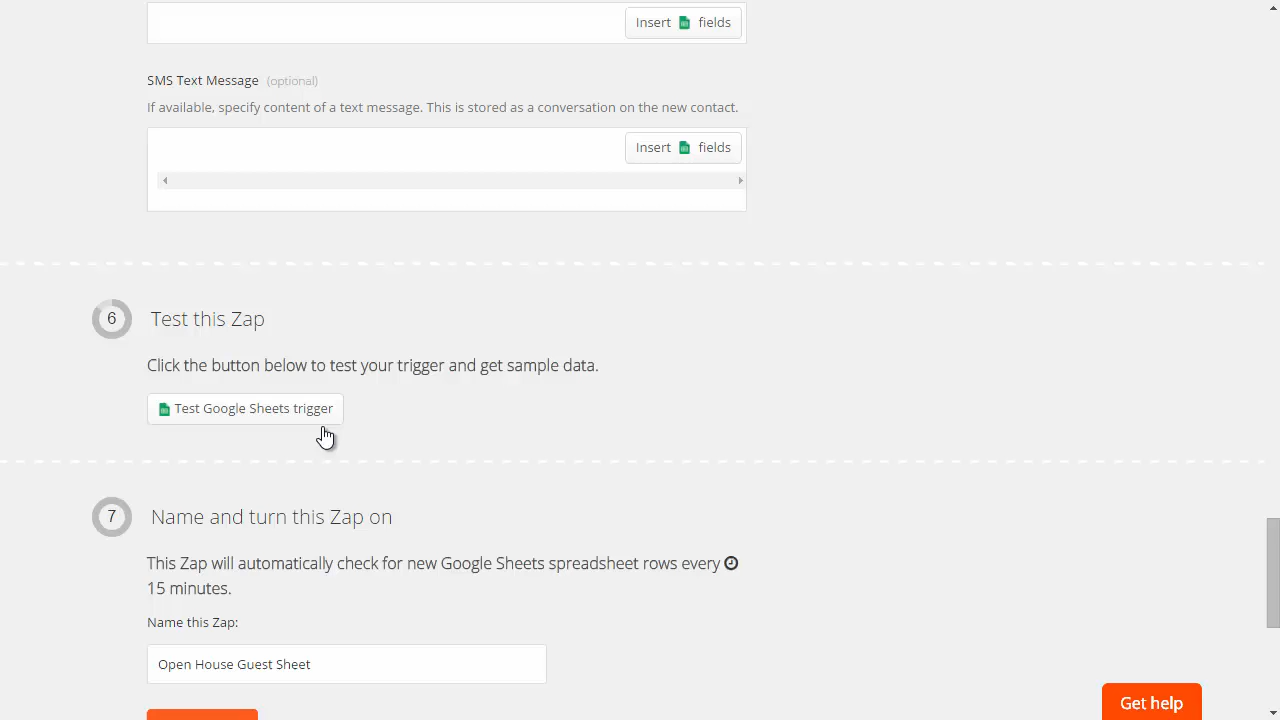 Insert fields
SMS Text Message (optional)
If available, specify content of a text message. This is stored as a conversation on the new contact.
Insert fields
6 Test this Zap
Click the button below to test your trigger and get sample data.
Test Google Sheets trigger
7 Name and turn this Zap on
This Zap will automatically check for new Google Sheets spreadsheet rows every
15 minutes.
Name this Zap:
Open House Guest Sheet
Get help